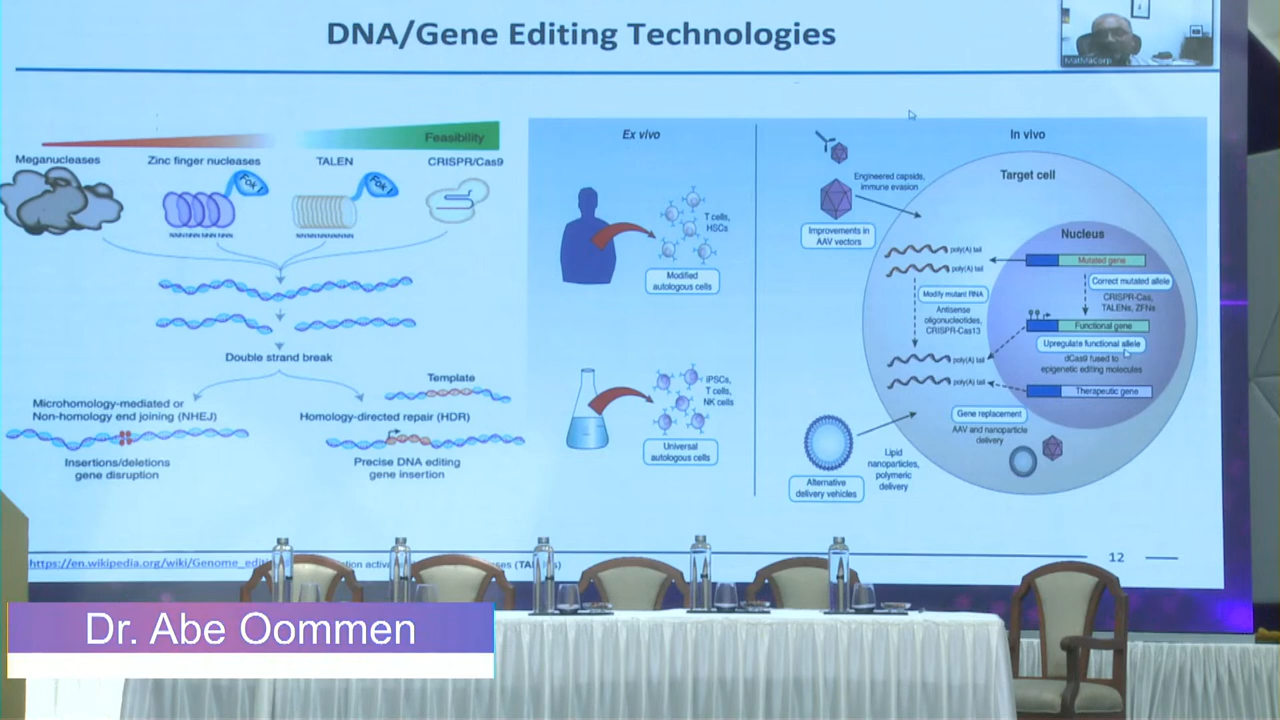 DNA/Gene Editing Technologies
MatMaCorp
Feasibility
Meganucleases
Zinc finger nucleases
TALEN
CRISPR/Cas9
Fok I
Fok I
Double strand break
Microhomology-mediated or
Non-homology end joining (NHEJ)
Insertions/deletions
gene disruption
Template
Homology-directed repair (HDR)
Precise DNA editing
gene insertion
Ex vivo
T cells,
HSCs
Modified
autologous cells
iPSCs,
T cells,
NK cells
Universal
autologous cells
In vivo
Engineered capsids,
immune evasion
Improvements in
AAV vectors
Target cell
Nucleus
poly(A) tail
poly(A) tail
Mutated gene
Modify mutant RNA
Antisense
oligonucleotides,
CRISPR-Cas13
Correct mutated allele
CRISPR-Cas,
TALENs, ZFNs
Functional gene
Upregulate functional allele
dCas9 fused to
epigenetic editing molecules
poly(A) tail
poly(A) tail
Therapeutic gene
Gene replacement
AAV and nanoparticle
delivery
Lipid
nanoparticles,
polymeric
delivery
Alternative
delivery vehicles
https://en.wikipedia.org/wiki/Genome_edit
12
Dr. Abe Oommen